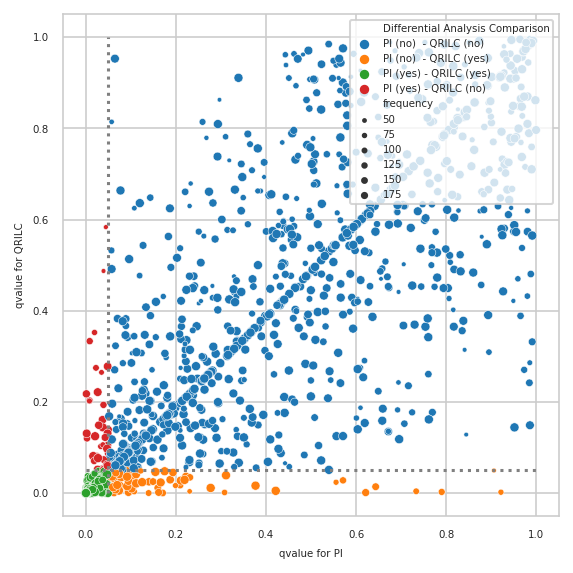 Differential Analysis Comparison
PI (no) - QRILC (no)
PI (no) - QRILC (yes)
PI (yes) - QRILC (yes)
PI (yes) - QRILC (no)
frequency
50
75
100
125
150
175
1.0
0.8
0.6
0.4
0.2
0.0
qvalue for QRILC
0.0 0.2 0.4 0.6 0.8 1.0
qvalue for PI